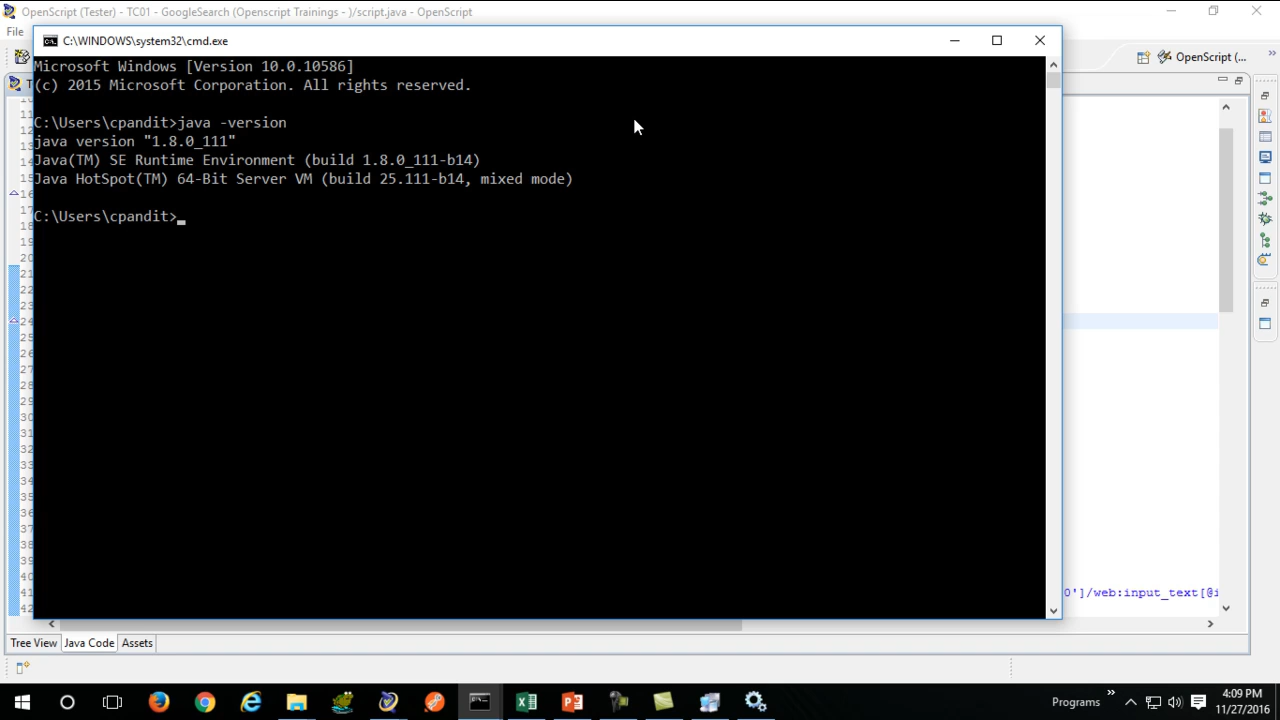 OpenScript (Tester) - TC01 - GoogleSearch (Openscript Trainings - )/script.java - OpenScript
File
C:\WINDOWS\system32\cmd.exe
OpenScript (...
Microsoft Windows [Version 10.0.10586]
(c) 2015 Microsoft Corporation. All rights reserved.
C:\Users\cpandit>java -version
java version "1.8.0_111"
Java(TM) SE Runtime Environment (build 1.8.0_111-b14)
Java HotSpot(TM) 64-Bit Server VM (build 25.111-b14, mixed mode)
C:\Users\cpandit>_
0']/web:input_text[@i
Tree View Java Code Assets
Programs
4:09 PM
11/27/2016